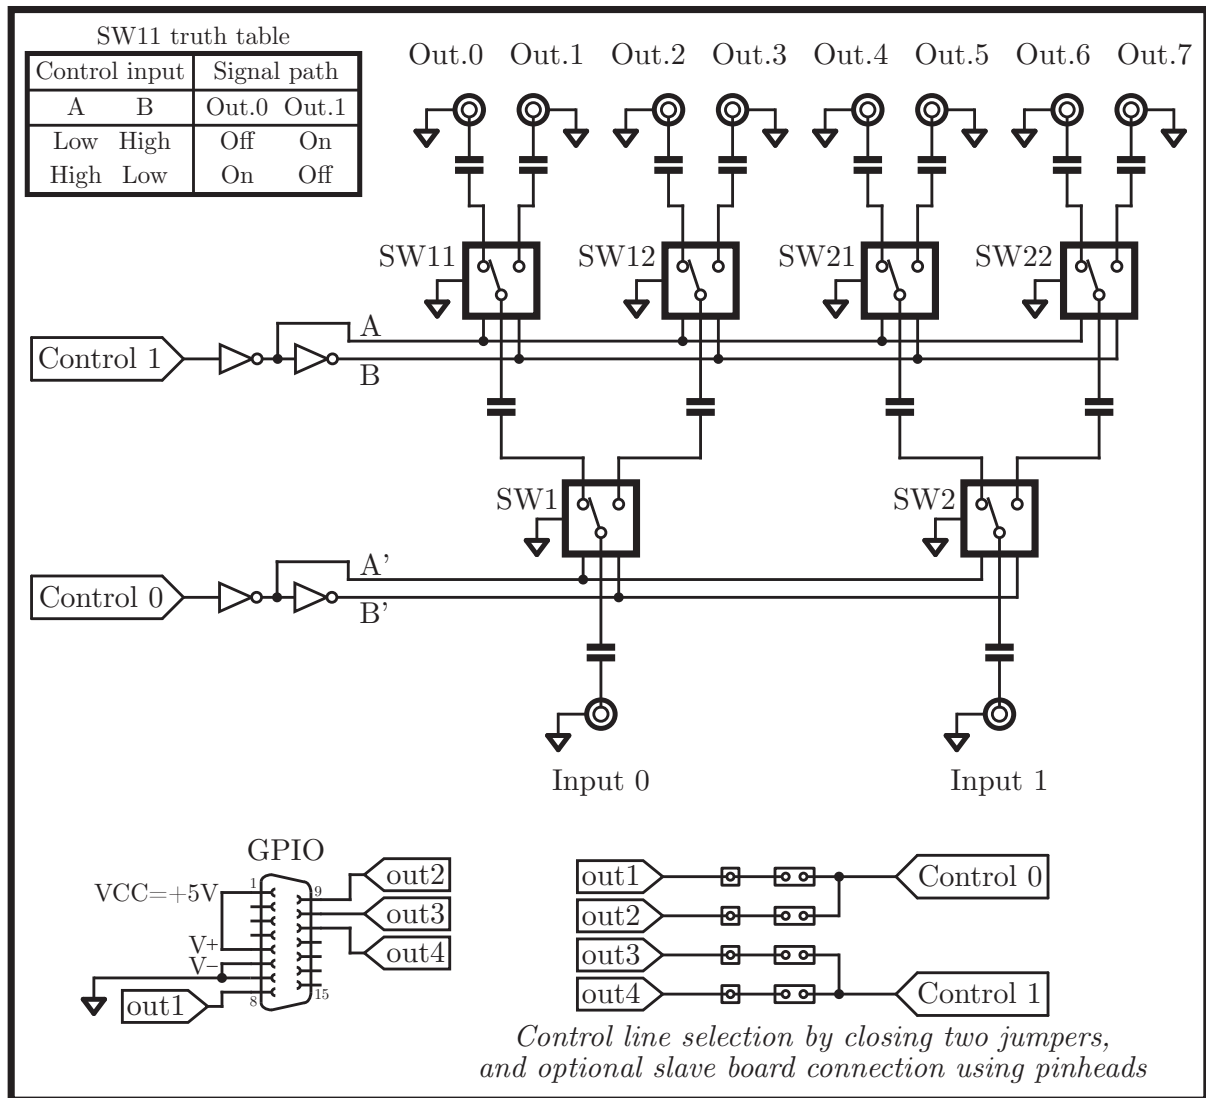 SW11 truth table
Control input Signal path
A B Out.0 Out.1
Low High Off On
High Low On Off
Out.0 Out.1 Out.2 Out.3 Out.4 Out.5 Out.6 Out.7
SW11 SW12 SW21 SW22
A
Control 1
B
SW1 SW2
A'
Control 0
B'
Input 0 Input 1
GPIO
VCC=+5V
1
9
out2
out3
V+
out4
V−
out1
8
15
out1
Control 0
out2
out3
out4
Control 1
Control line selection by closing two jumpers,
and optional slave board connection using pinheads